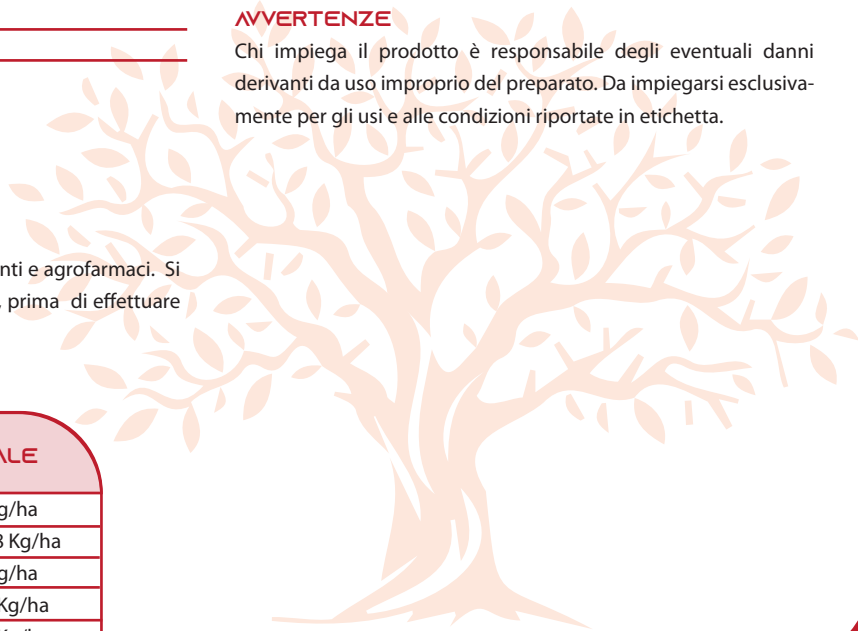 nti e agrofarmaci. Si
, prima di effettuare
ALE
g/ha
3 Kg/ha
g/ha
Kg/ha
AVVERTENZE
Chi impiega il prodotto è responsabile degli eventuali danni
derivanti da uso improprio del preparato. Da impiegarsi esclusiva-
mente per gli usi e alle condizioni riportate in etichetta.